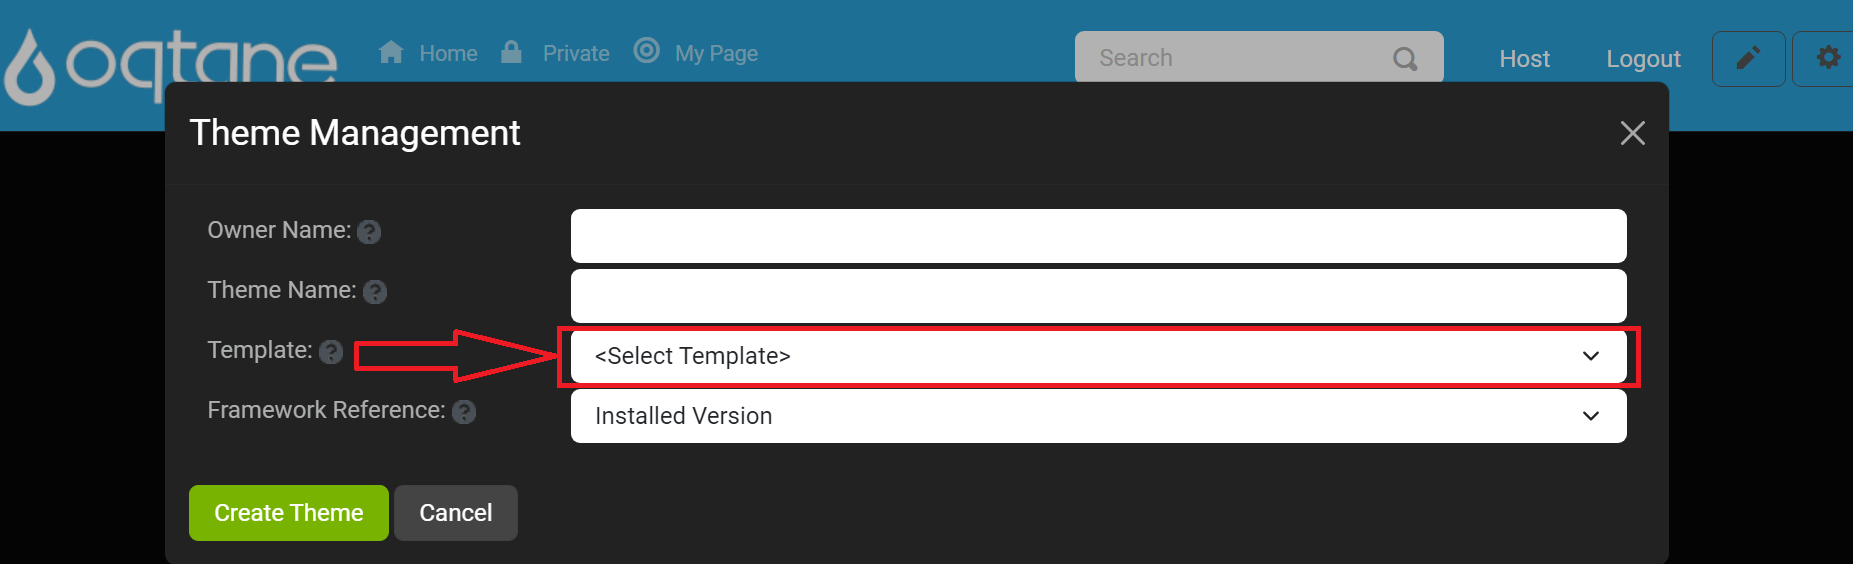 oqtane
Home Private My Page
Search
Host Logout
Theme Management
Owner Name: ?
Theme Name: ?
Template: ? <Select Template>
Framework Reference: ? Installed Version
Create Theme Cancel